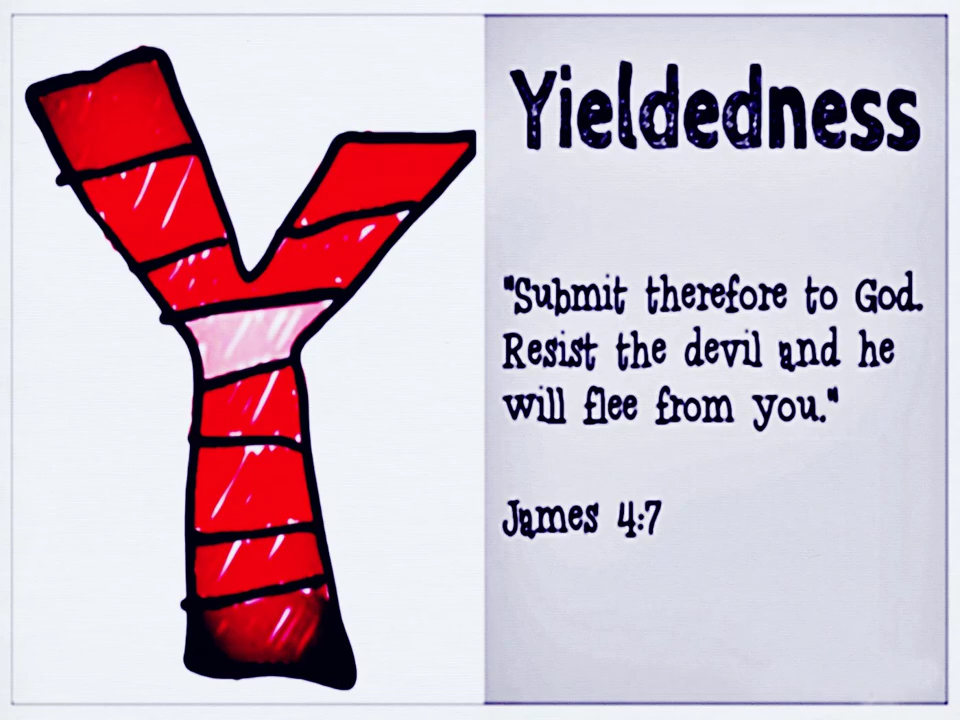 Y
Yieldedness
"Submit therefore to God.
Resist the devil and he
will flee from you."
James 4:7